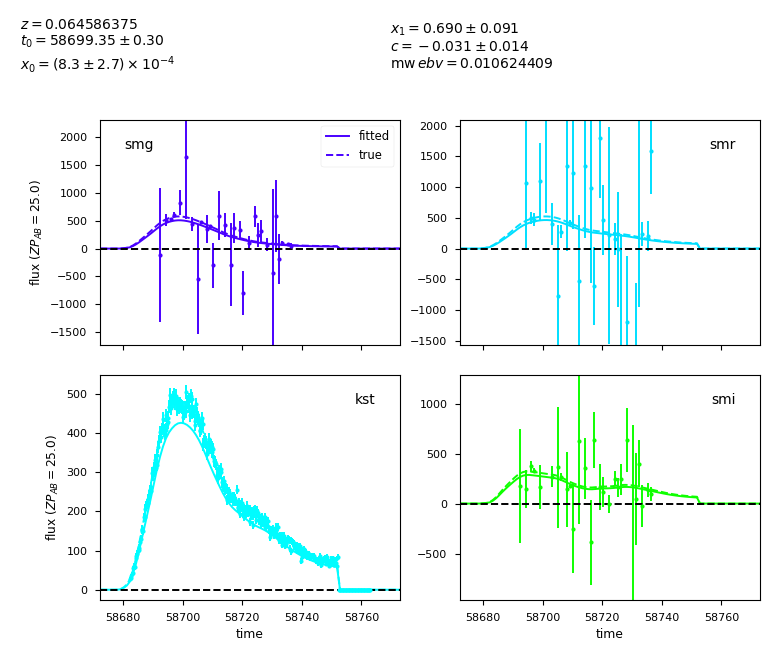 z = 0.064586375
t₀ = 58699.35 ± 0.30
x₀ = (8.3 ± 2.7) × 10⁻⁴
x₁ = 0.690 ± 0.091
c = −0.031 ± 0.014
mw ebv = 0.010624409
smg
fitted
true
2000
1500
1000
500
0
−500
−1000
−1500
flux (ZP_AB = 25.0)
smr
2000
1500
1000
500
0
−500
−1000
−1500
kst
500
400
300
200
100
0
flux (ZP_AB = 25.0)
58680 58700 58720 58740 58760
time
smi
1000
500
0
−500
58680 58700 58720 58740 58760
time